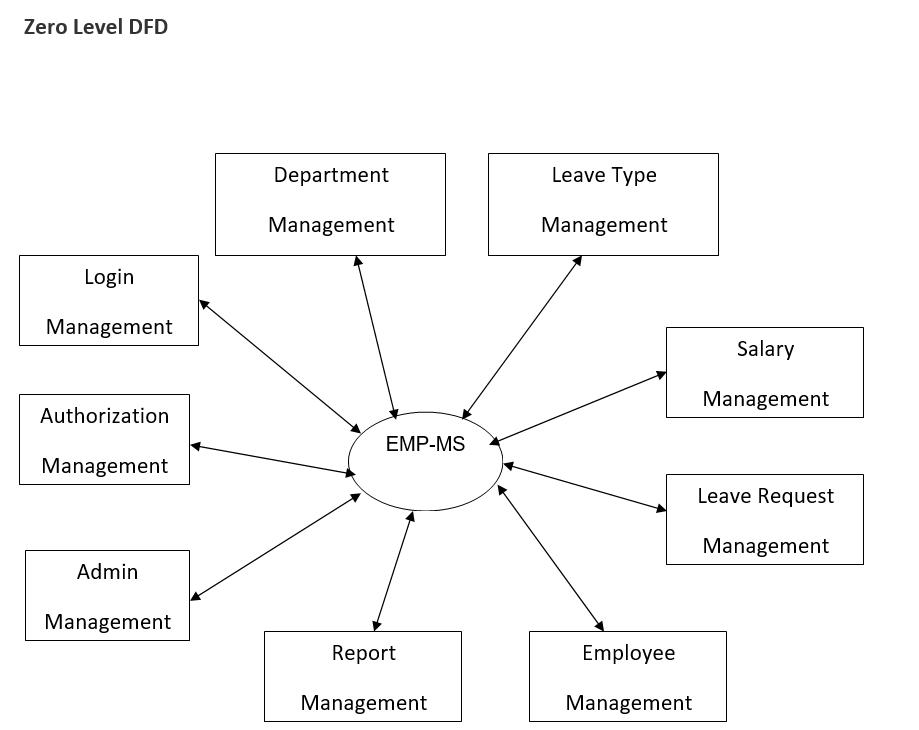 Zero Level DFD
Department
Management
Leave Type
Management
Login
Management
Salary
Management
Authorization
Management
EMP-MS
Leave Request
Management
Admin
Management
Report
Management
Employee
Management